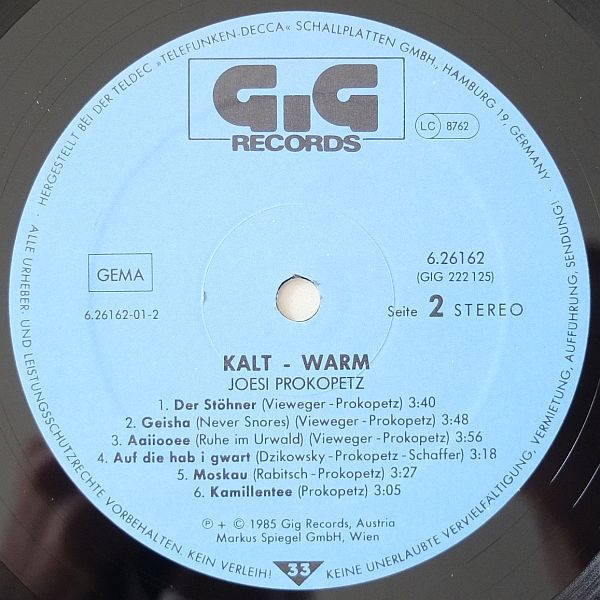 · HERGESTELLT BEI DER TELDEC »TELEFUNKEN-DECCA« SCHALLPLATTEN GMBH., HAMBURG 19, GERMANY ·
GiG
RECORDS
LC 8762
GEMA
6.26162-01-2
6.26162
(GIG 222 125)
Seite 2 STEREO
KALT - WARM
JOESI PROKOPETZ
1. Der Stöhner (Vieweger-Prokopetz) 3:40
2. Geisha (Never Snores) (Vieweger-Prokopetz) 3:48
3. Aaiiooee (Ruhe im Urwald) (Vieweger-Prokopetz) 3:56
4. Auf die hab i gwart (Dzikowsky-Prokopetz-Schaffer) 3:18
5. Moskau (Rabitsch-Prokopetz) 3:27
6. Kamillentee (Prokopetz) 3:05
℗ + © 1985 Gig Records, Austria
Markus Spiegel GmbH, Wien
ALLE URHEBER- UND LEISTUNGSSCHUTZRECHTE VORBEHALTEN. KEIN VERLEIH!
33
KEINE UNERLAUBTE VERVIELFÄLTIGUNG, VERMIETUNG, AUFFÜHRUNG, SENDUNG!